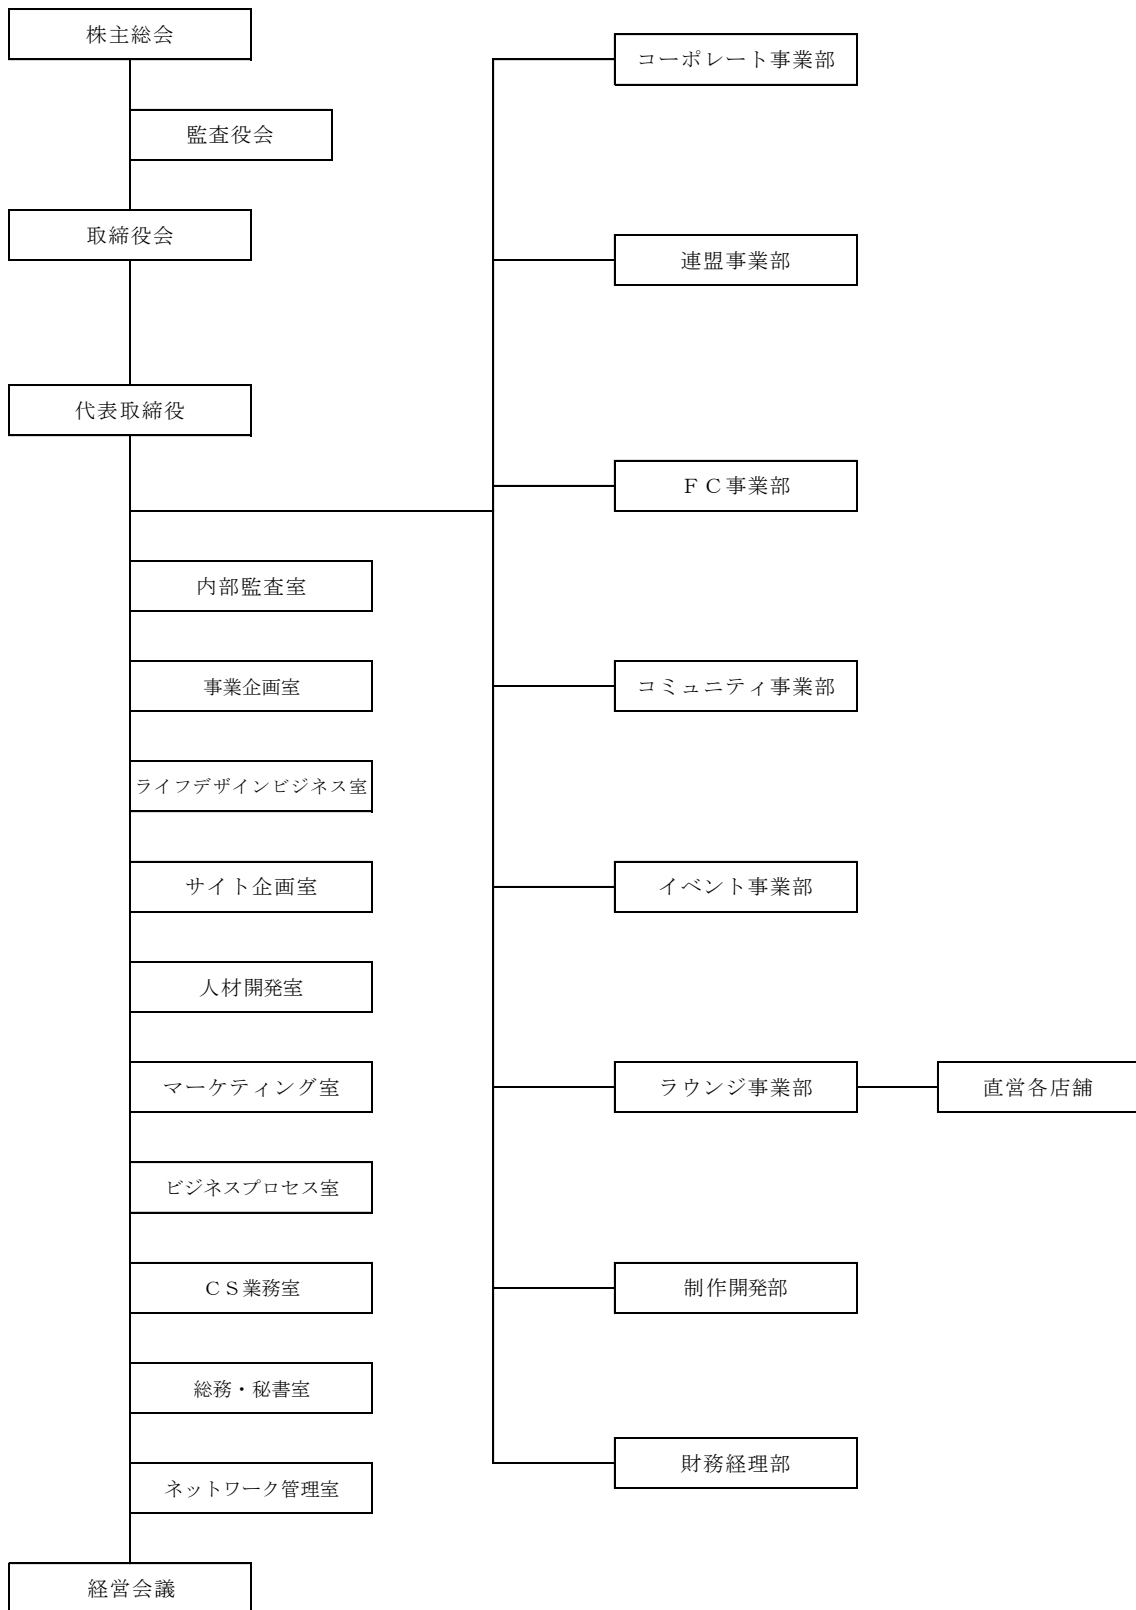 株主総会
監査役会
取締役会
代表取締役
内部監査室
事業企画室
ライフデザインビジネス室
サイト企画室
人材開発室
マーケティング室
ビジネスプロセス室
ＣＳ業務室
総務・秘書室
ネットワーク管理室
経営会議
コーポレート事業部
連盟事業部
ＦＣ事業部
コミュニティ事業部
イベント事業部
ラウンジ事業部
直営各店舗
制作開発部
財務経理部